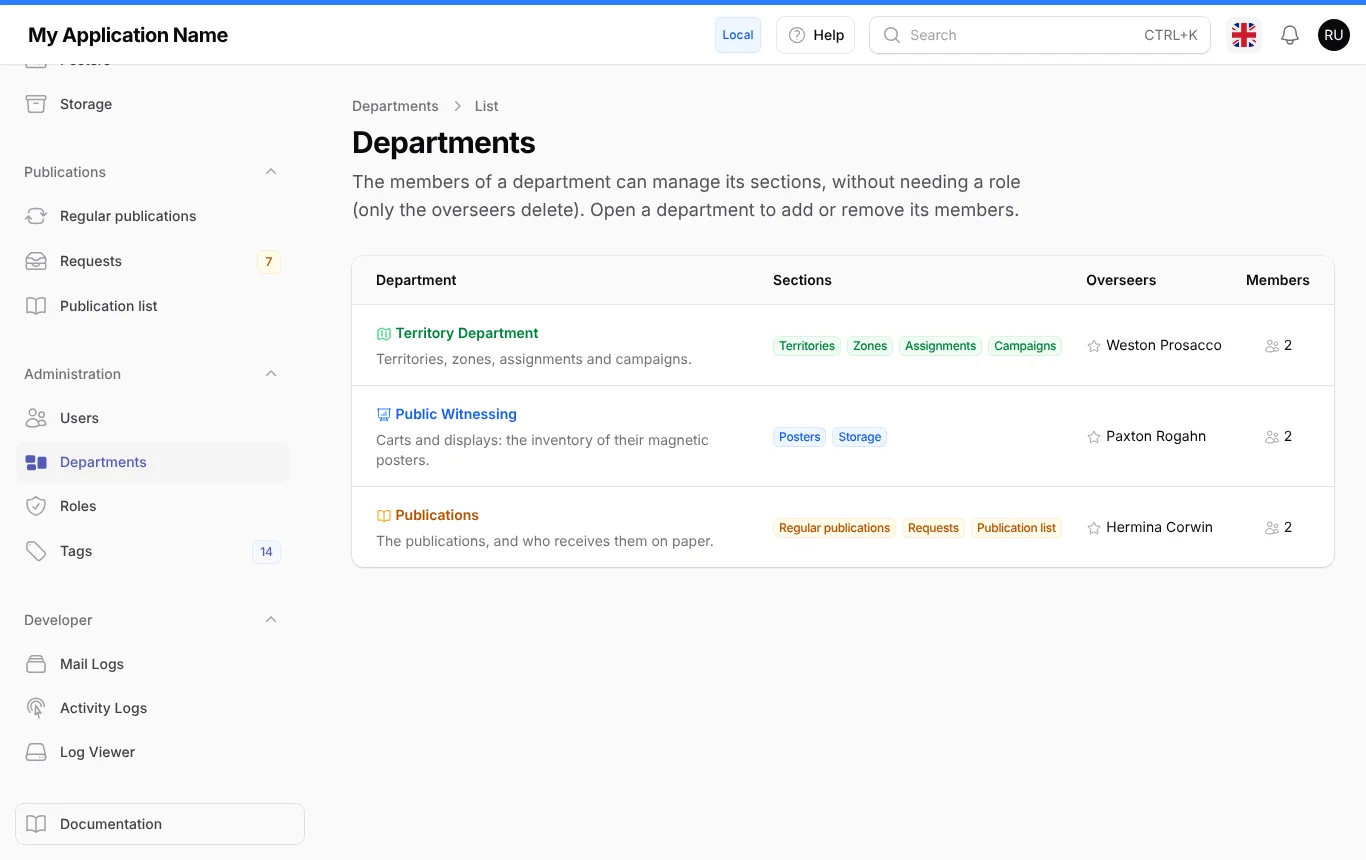 My Application Name
Local
Help
Search
CTRL+K
RU
Posters
Storage
Publications
Regular publications
Requests
7
Publication list
Administration
Users
Departments
Roles
Tags
14
Developer
Mail Logs
Activity Logs
Log Viewer
Documentation
Departments > List
Departments
The members of a department can manage its sections, without needing a role
(only the overseers delete). Open a department to add or remove its members.
Department Sections Overseers Members
Territory Department
Territories, zones, assignments and campaigns.
Territories Zones Assignments Campaigns
Weston Prosacco
2
Public Witnessing
Carts and displays: the inventory of their magnetic
posters.
Posters Storage
Paxton Rogahn
2
Publications
The publications, and who receives them on paper.
Regular publications Requests Publication list
Hermina Corwin
2